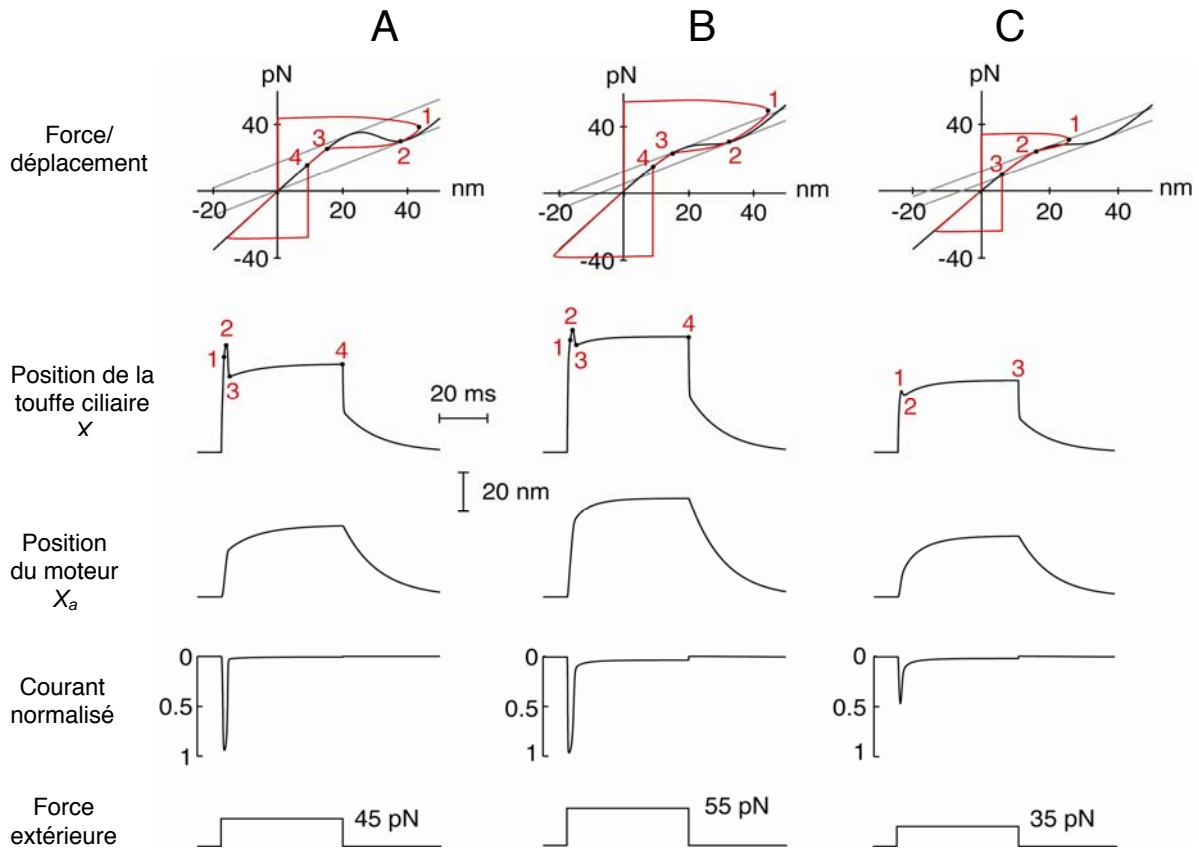 A B C
Force/
déplacement
pN
40
3
1
4
2
nm
-20
20 40
-40
pN
40
1
3
2
4
nm
-20
20 40
-40
pN
40
1
2
3
nm
-20
20 40
-40
Position de la
touffe ciliaire
X
2
1
3
4
20 ms
2
1
3
4
1
2
3
20 nm
Position
du moteur
Xa
Courant
normalisé
0
0.5
1
0
0.5
1
0
0.5
1
Force
extérieure
45 pN
55 pN
35 pN